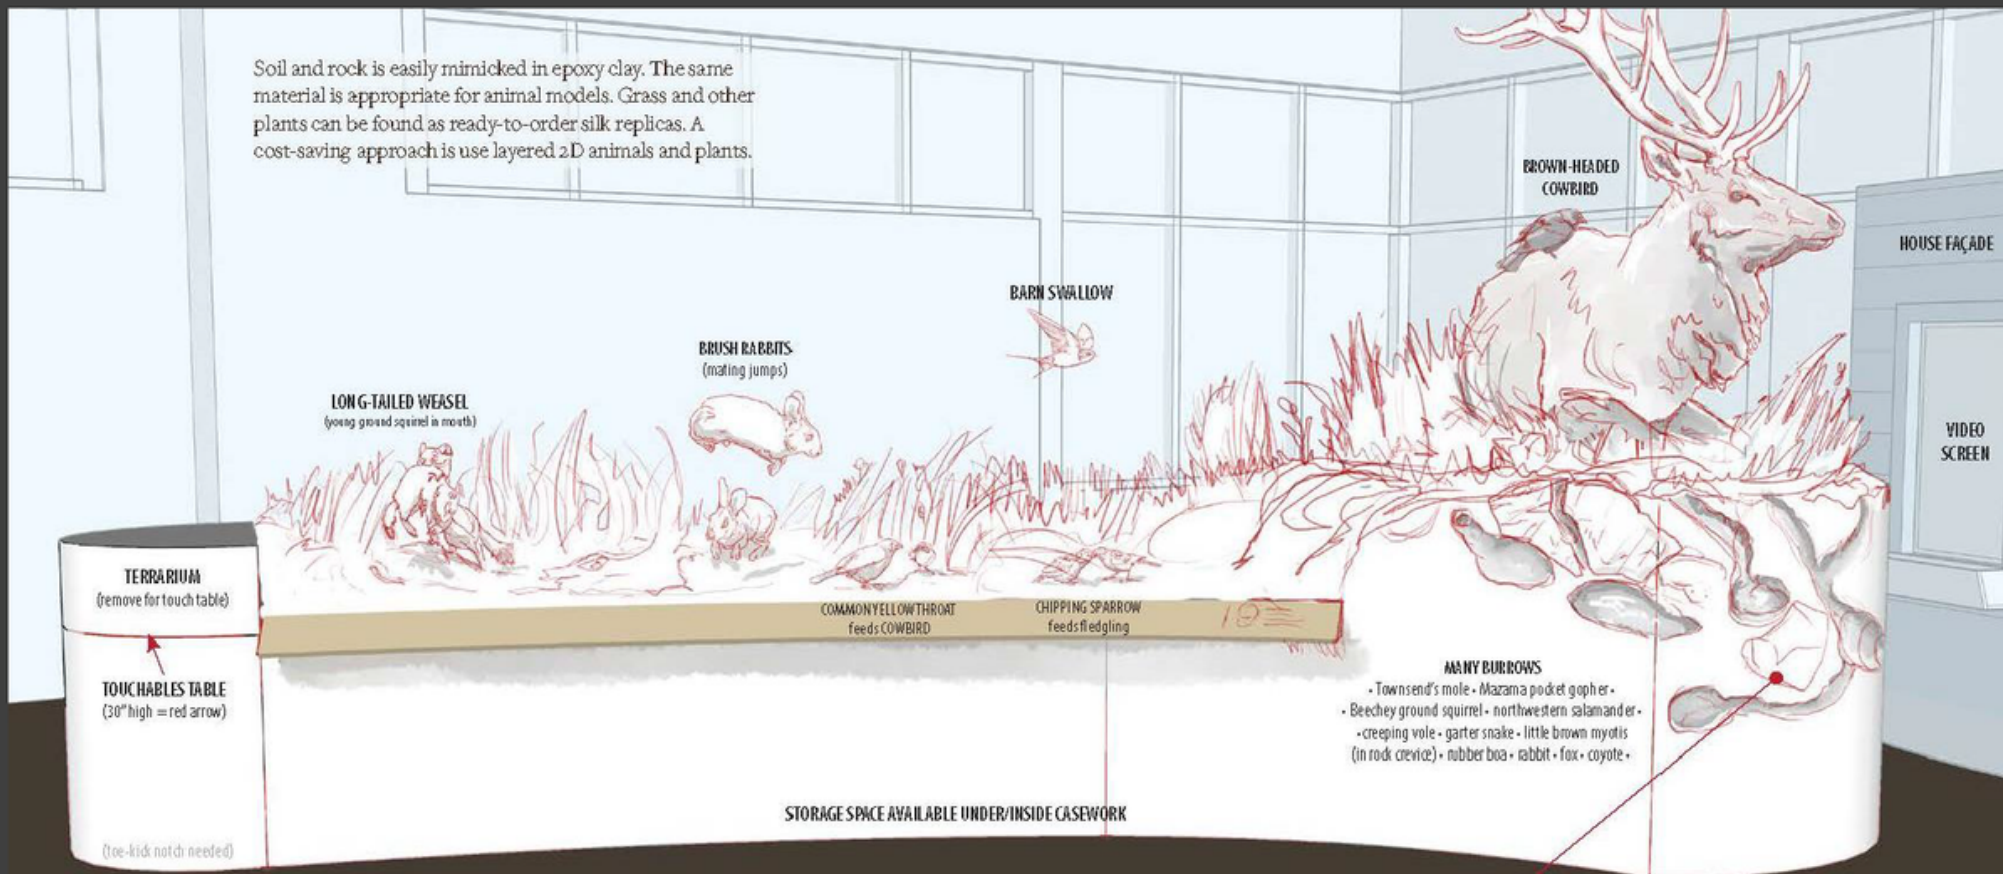 Soil and rock is easily mimicked in epoxy clay. The same
material is appropriate for animal models. Grass and other
plants can be found as ready-to-order silk replicas. A
cost-saving approach is use layered 2D animals and plants.
BROWN-HEADED
COWBIRD
HOUSE FAÇADE
BARN SWALLOW
BRUSH RABBITS
(mating jumps)
LONG-TAILED WEASEL
(young ground squirrel in mouth)
VIDEO
SCREEN
TERRARIUM
(remove for touch table)
COMMON YELLOWTHROAT
feeds COWBIRD
CHIPPING SPARROW
feeds fledgling
TOUCHABLES TABLE
(30" high = red arrow)
MANY BURROWS
• Townsend's mole • Mazama pocket gopher •
• Beechey ground squirrel • northwestern salamander •
• creeping vole • garter snake • little brown myotis
(in rock crevice) • rubber boa • rabbit • fox • coyote •
STORAGE SPACE AVAILABLE UNDER/INSIDE CASEWORK
(toe-kick notch needed)